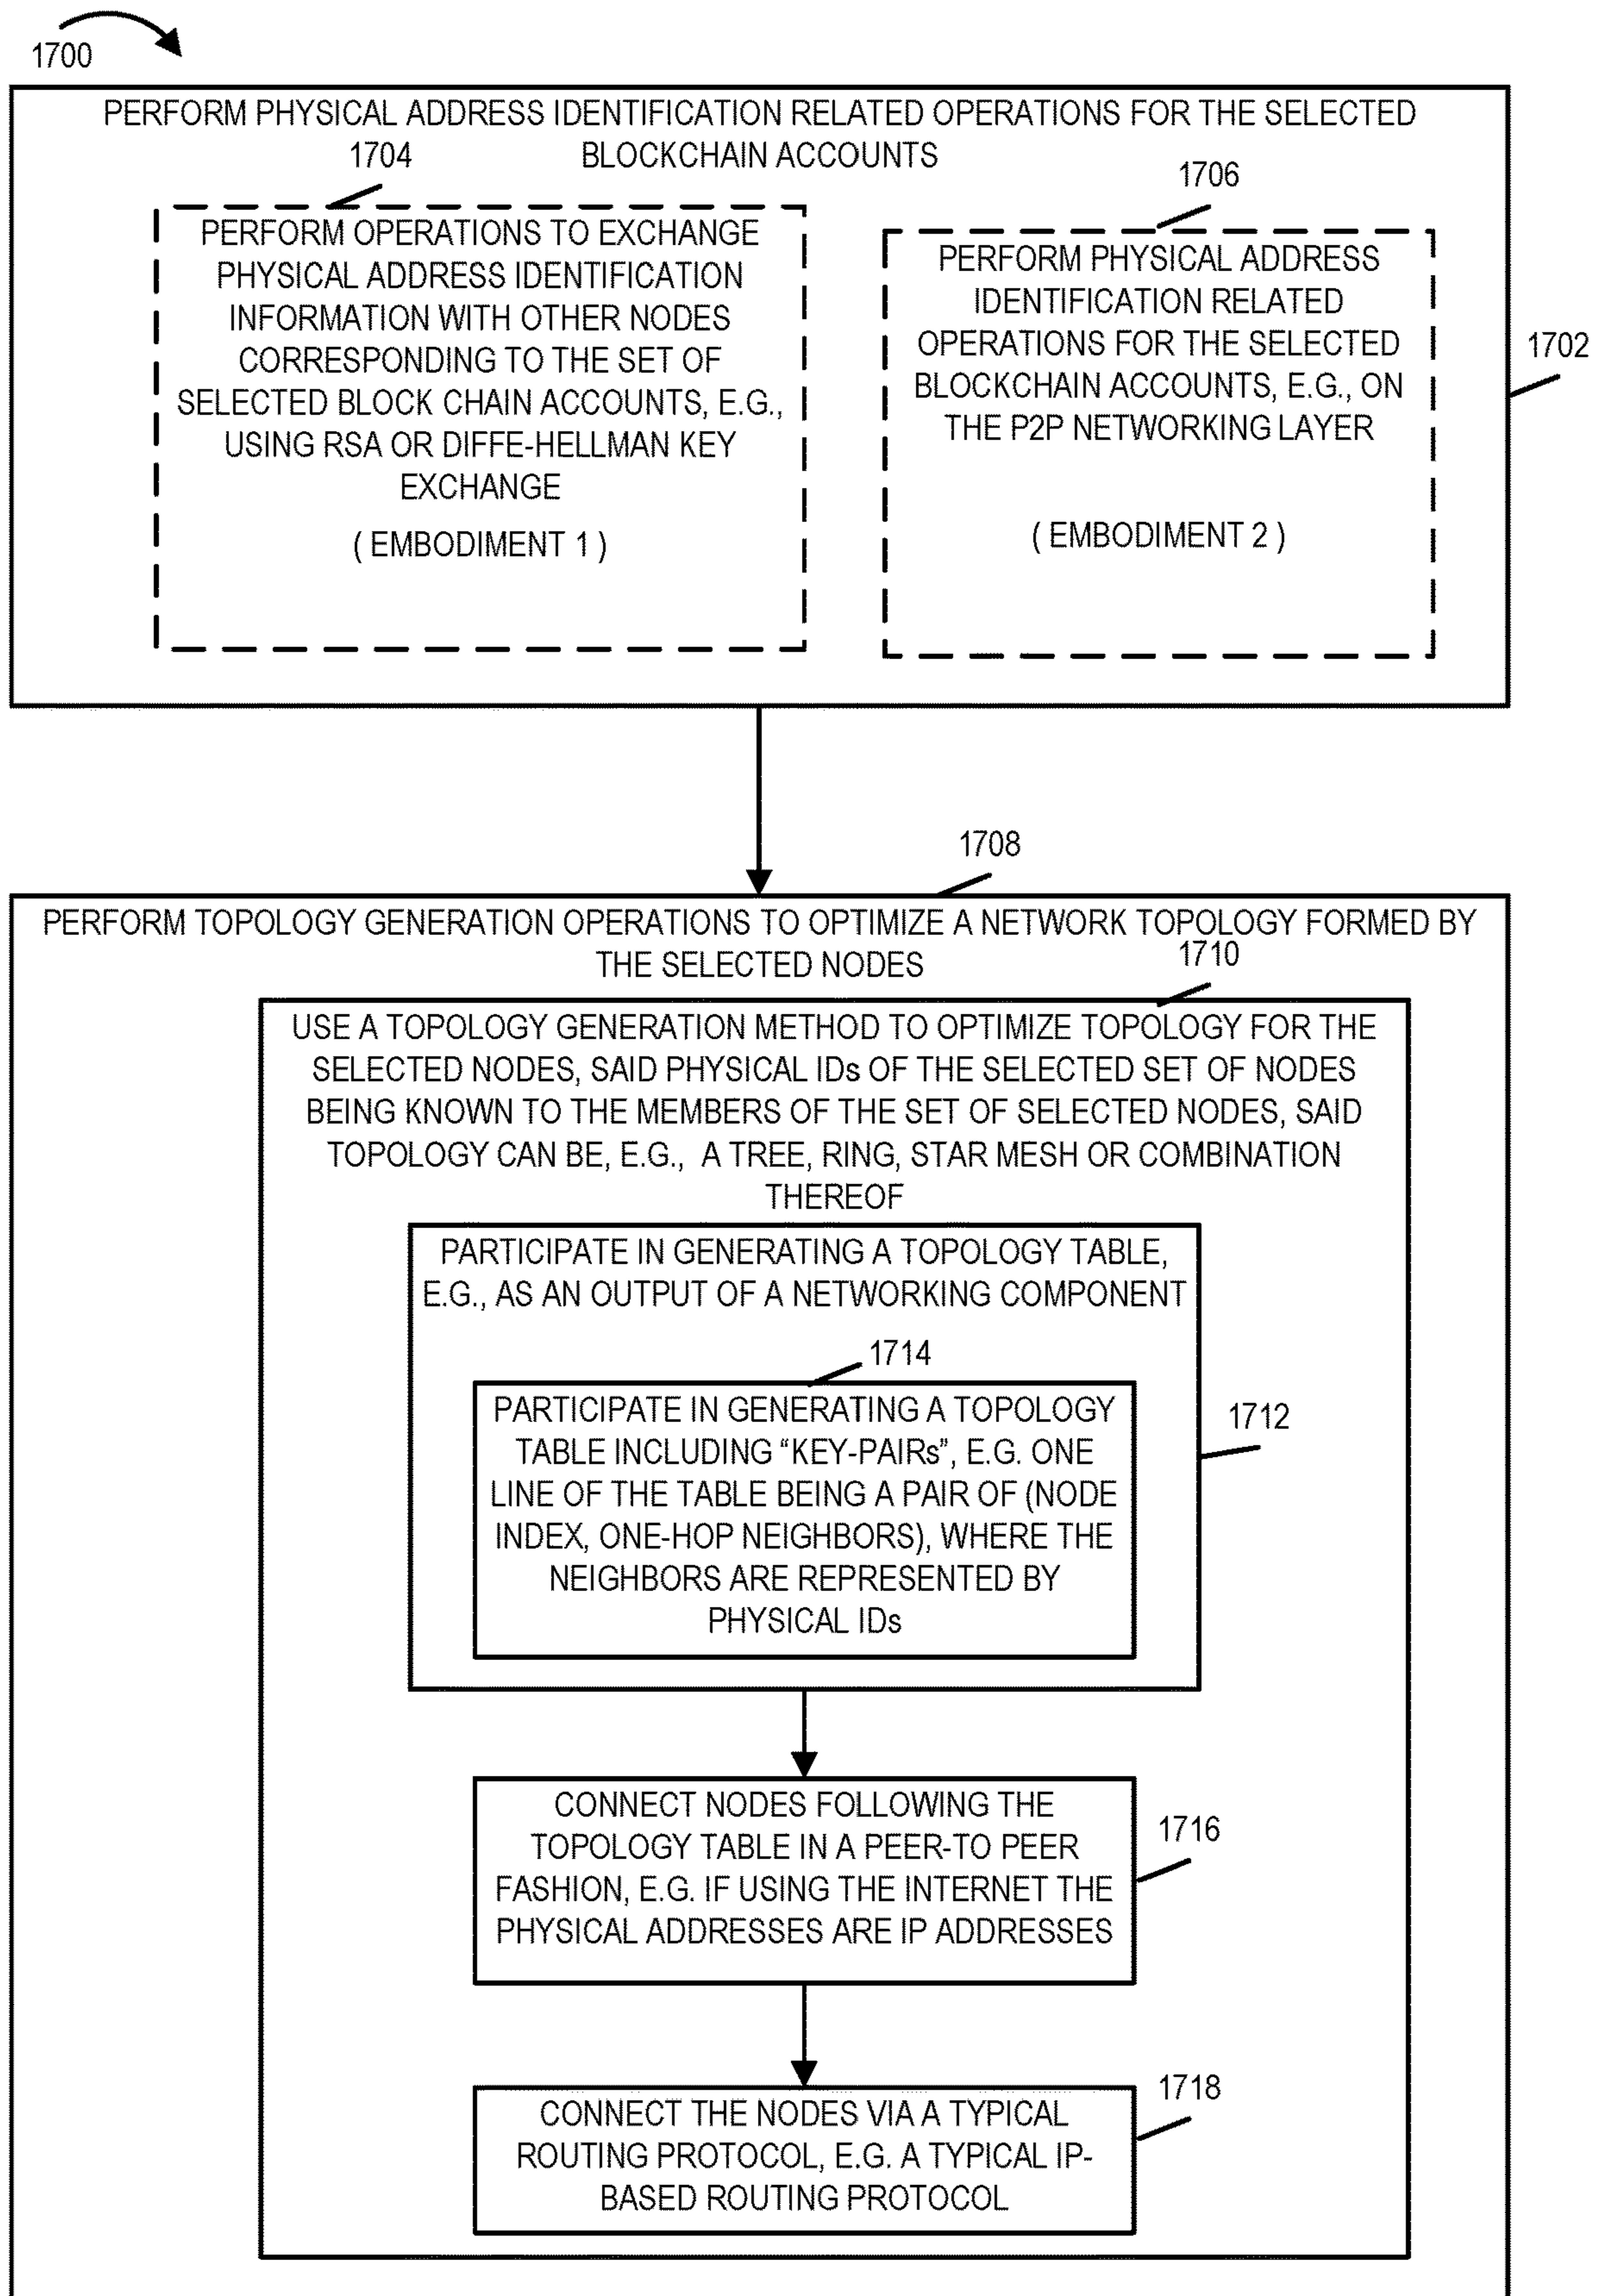 1700
PERFORM PHYSICAL ADDRESS IDENTIFICATION RELATED OPERATIONS FOR THE SELECTED
BLOCKCHAIN ACCOUNTS
1704
1706
PERFORM OPERATIONS TO EXCHANGE
PHYSICAL ADDRESS IDENTIFICATION
INFORMATION WITH OTHER NODES
CORRESPONDING TO THE SET OF
SELECTED BLOCK CHAIN ACCOUNTS, E.G.,
USING RSA OR DIFFE-HELLMAN KEY
EXCHANGE
( EMBODIMENT 1 )
PERFORM PHYSICAL ADDRESS
IDENTIFICATION RELATED
OPERATIONS FOR THE SELECTED
BLOCKCHAIN ACCOUNTS, E.G., ON
THE P2P NETWORKING LAYER
( EMBODIMENT 2 )
1702
1708
PERFORM TOPOLOGY GENERATION OPERATIONS TO OPTIMIZE A NETWORK TOPOLOGY FORMED BY
THE SELECTED NODES
1710
USE A TOPOLOGY GENERATION METHOD TO OPTIMIZE TOPOLOGY FOR THE
SELECTED NODES, SAID PHYSICAL IDs OF THE SELECTED SET OF NODES
BEING KNOWN TO THE MEMBERS OF THE SET OF SELECTED NODES, SAID
TOPOLOGY CAN BE, E.G., A TREE, RING, STAR MESH OR COMBINATION
THEREOF
PARTICIPATE IN GENERATING A TOPOLOGY TABLE,
E.G., AS AN OUTPUT OF A NETWORKING COMPONENT
1714
PARTICIPATE IN GENERATING A TOPOLOGY
TABLE INCLUDING “KEY-PAIRs”, E.G. ONE
LINE OF THE TABLE BEING A PAIR OF (NODE
INDEX, ONE-HOP NEIGHBORS), WHERE THE
NEIGHBORS ARE REPRESENTED BY
PHYSICAL IDs
1712
CONNECT NODES FOLLOWING THE
TOPOLOGY TABLE IN A PEER-TO PEER
FASHION, E.G. IF USING THE INTERNET THE
PHYSICAL ADDRESSES ARE IP ADDRESSES
1716
CONNECT THE NODES VIA A TYPICAL
ROUTING PROTOCOL, E.G. A TYPICAL IP-
BASED ROUTING PROTOCOL
1718